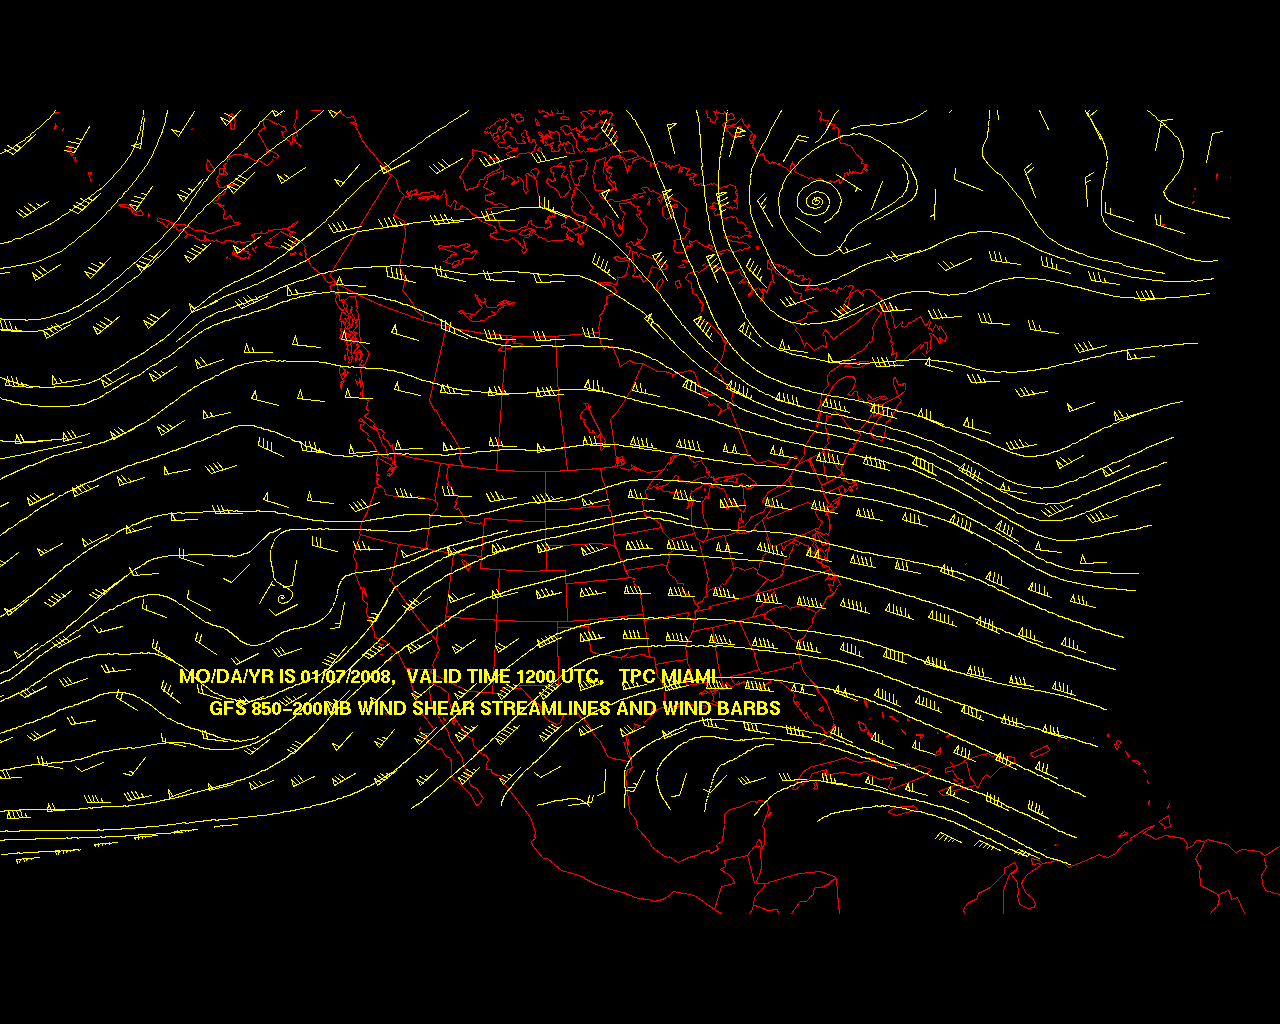 MO/DA/YR IS 01/07/2008, VALID TIME 1200 UTC. TPC MIAMI
GFS 850-200MB WIND SHEAR STREAMLINES AND WIND BARBS